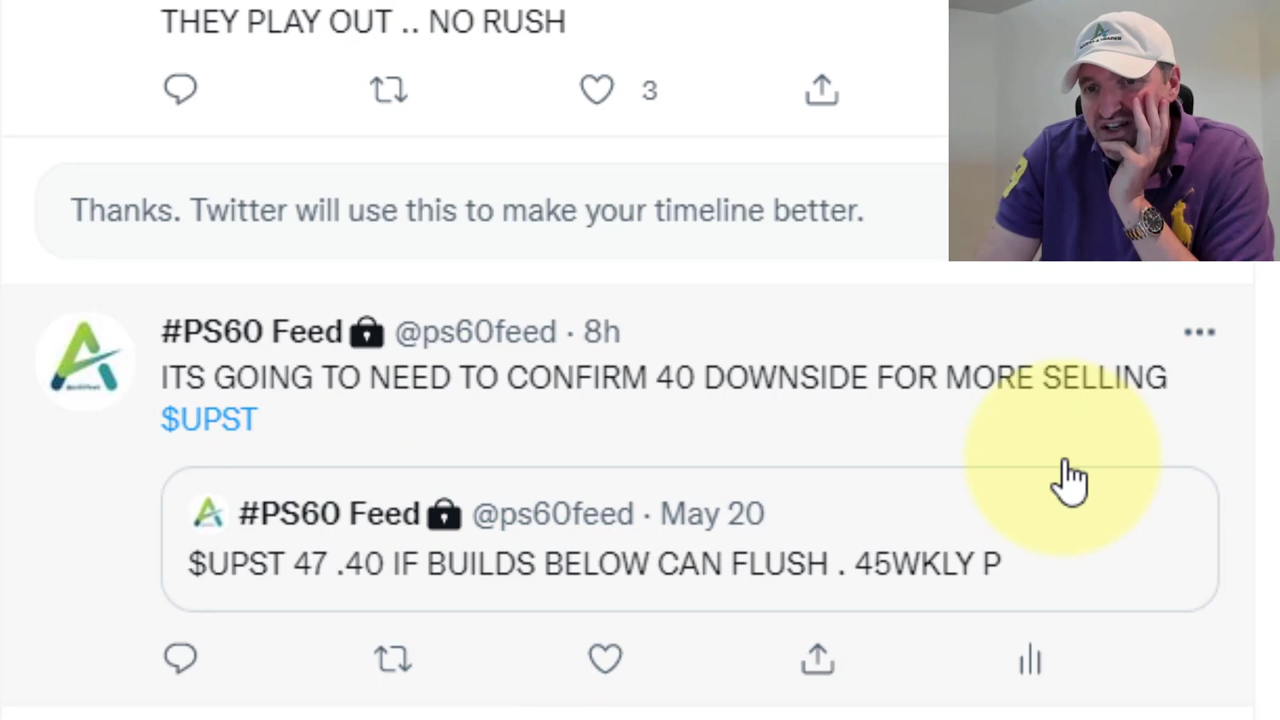 THEY PLAY OUT .. NO RUSH
3
Thanks. Twitter will use this to make your timeline better.
#PS60 Feed @ps60feed · 8h
ITS GOING TO NEED TO CONFIRM 40 DOWNSIDE FOR MORE SELLING
$UPST
#PS60 Feed @ps60feed · May 20
$UPST 47 .40 IF BUILDS BELOW CAN FLUSH . 45WKLY P